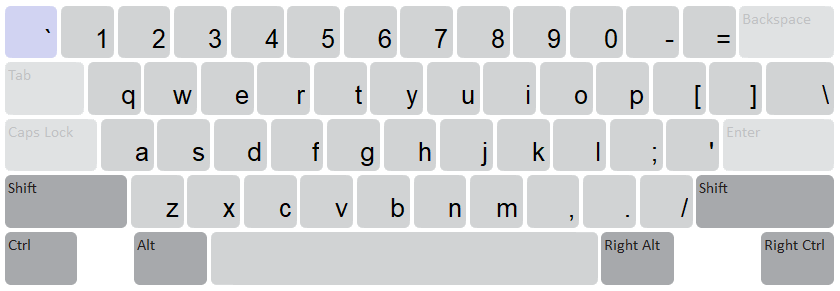 ` 1 2 3 4 5 6 7 8 9 0 - = Backspace
Tab q w e r t y u i o p [ ] \
Caps Lock a s d f g h j k l ; ' Enter
Shift z x c v b n m , . / Shift
Ctrl Alt Right Alt Right Ctrl